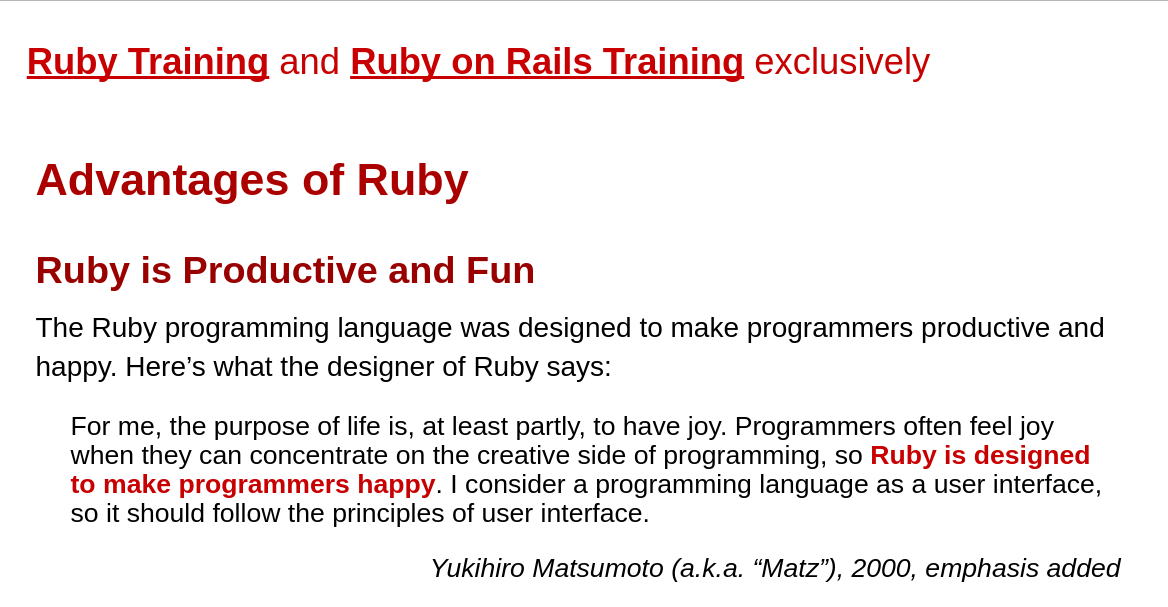 Ruby Training and Ruby on Rails Training exclusively
Advantages of Ruby
Ruby is Productive and Fun
The Ruby programming language was designed to make programmers productive and
happy. Here’s what the designer of Ruby says:
For me, the purpose of life is, at least partly, to have joy. Programmers often feel joy
when they can concentrate on the creative side of programming, so Ruby is designed
to make programmers happy. I consider a programming language as a user interface,
so it should follow the principles of user interface.
Yukihiro Matsumoto (a.k.a. “Matz”), 2000, emphasis added